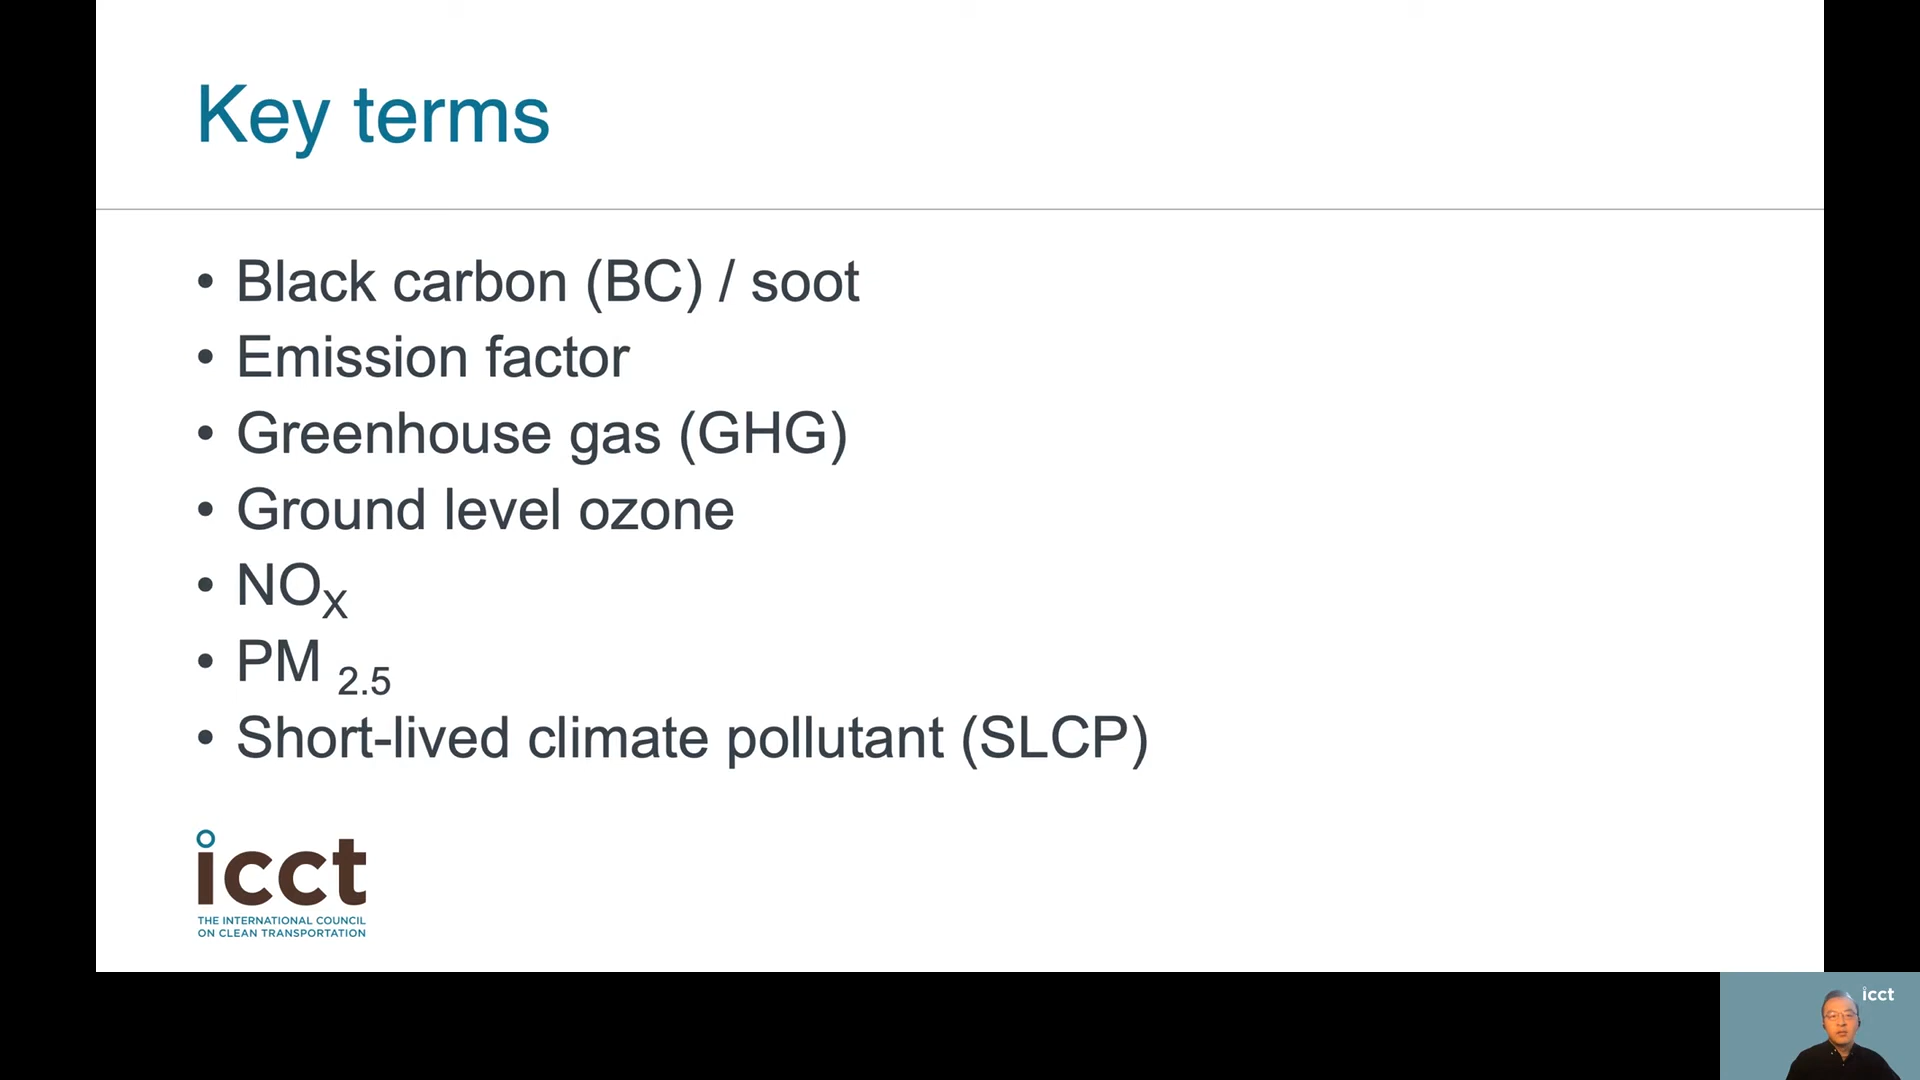 Key terms
• Black carbon (BC) / soot
• Emission factor
• Greenhouse gas (GHG)
• Ground level ozone
• NOX
• PM 2.5
• Short-lived climate pollutant (SLCP)
icct
THE INTERNATIONAL COUNCIL
ON CLEAN TRANSPORTATION
icct